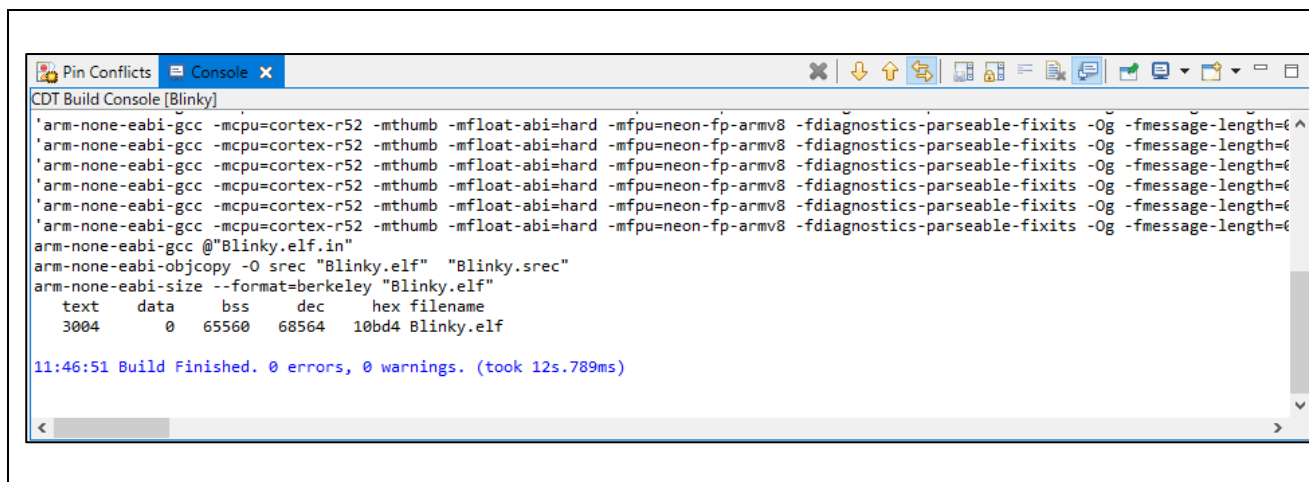 Pin Conflicts Console
CDT Build Console [Blinky]
'arm-none-eabi-gcc -mcpu=cortex-r52 -mthumb -mfloat-abi=hard -mfpu=neon-fp-armv8 -fdiagnostics-parseable-fixits -Og -fmessage-length=0
'arm-none-eabi-gcc -mcpu=cortex-r52 -mthumb -mfloat-abi=hard -mfpu=neon-fp-armv8 -fdiagnostics-parseable-fixits -Og -fmessage-length=0
'arm-none-eabi-gcc -mcpu=cortex-r52 -mthumb -mfloat-abi=hard -mfpu=neon-fp-armv8 -fdiagnostics-parseable-fixits -Og -fmessage-length=0
'arm-none-eabi-gcc -mcpu=cortex-r52 -mthumb -mfloat-abi=hard -mfpu=neon-fp-armv8 -fdiagnostics-parseable-fixits -Og -fmessage-length=0
'arm-none-eabi-gcc -mcpu=cortex-r52 -mthumb -mfloat-abi=hard -mfpu=neon-fp-armv8 -fdiagnostics-parseable-fixits -Og -fmessage-length=0
'arm-none-eabi-gcc -mcpu=cortex-r52 -mthumb -mfloat-abi=hard -mfpu=neon-fp-armv8 -fdiagnostics-parseable-fixits -Og -fmessage-length=0
arm-none-eabi-gcc @"Blinky.elf.in"
arm-none-eabi-objcopy -O srec "Blinky.elf"  "Blinky.srec"
arm-none-eabi-size --format=berkeley "Blinky.elf"
text data bss dec hex filename
3004 0 65560 68564 10bd4 Blinky.elf
11:46:51 Build Finished. 0 errors, 0 warnings. (took 12s.789ms)